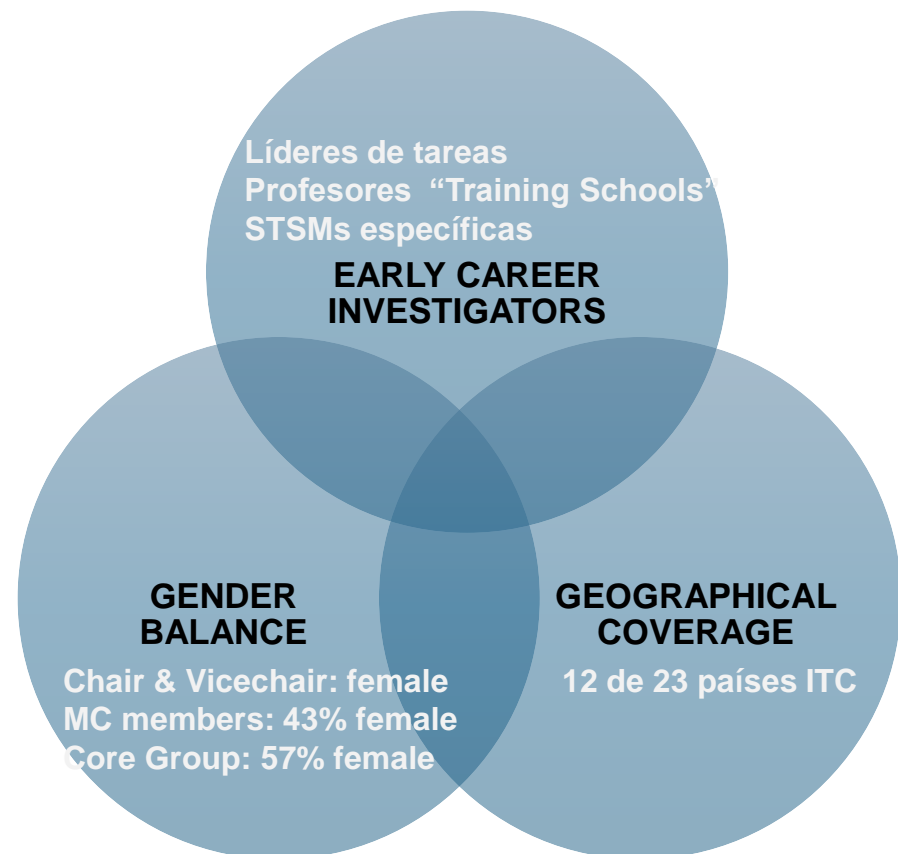 Líderes de tareas
Profesores “Training Schools”
STSMs específicas
EARLY CAREER
INVESTIGATORS
GENDER
BALANCE
Chair & Vicechair: female
MC members: 43% female
Core Group: 57% female
GEOGRAPHICAL
COVERAGE
12 de 23 países ITC